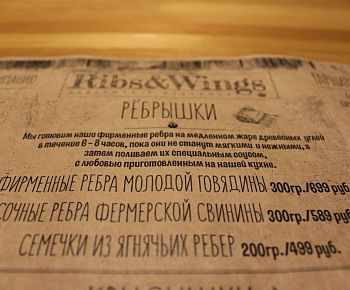 Ribs&Wings
РЁБРЫШКИ
Мы готовим наши фирменные ребра на медленном жаре древесных углей
в течение 6 - 8 часов, пока они не станут мягкими и нежными, а
затем поливаем их специальным соусом,
с любовью приготовленным на нашей кухне.
ФИРМЕННЫЕ РЕБРА МОЛОДОЙ ГОВЯДИНЫ 300гр./699 руб.
СОЧНЫЕ РЕБРА ФЕРМЕРСКОЙ СВИНИНЫ 300гр./589 руб.
СЕМЕЧКИ ИЗ ЯГНЯЧЬИХ РЕБЕР 200гр./499 руб.